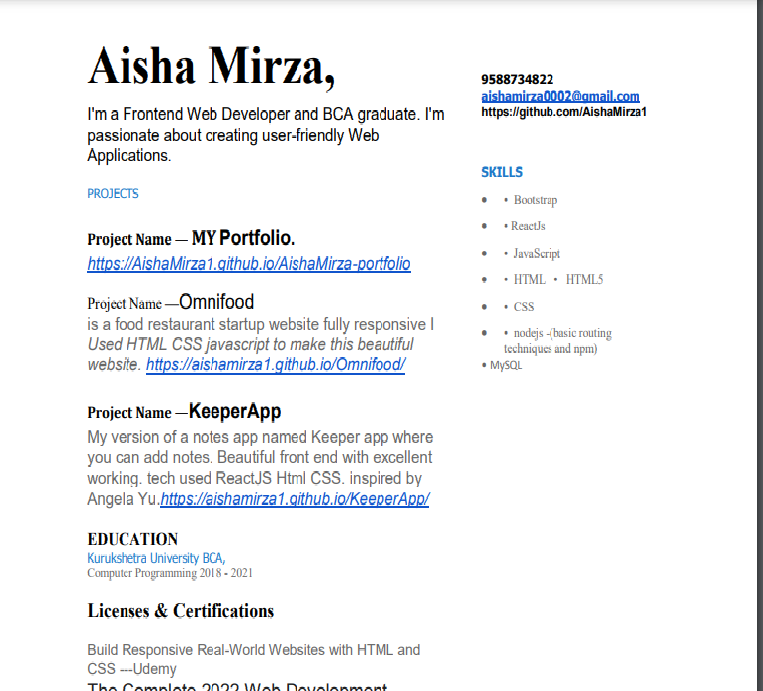 Aisha Mirza,
I'm a Frontend Web Developer and BCA graduate. I'm
passionate about creating user-friendly Web
Applications.
PROJECTS
Project Name — MY Portfolio.
https://AishaMirza1.github.io/AishaMirza-portfolio
Project Name —Omnifood
is a food restaurant startup website fully responsive I
Used HTML CSS javascript to make this beautiful
website. https://aishamirza1.github.io/Omnifood/
Project Name —KeeperApp
My version of a notes app named Keeper app where
you can add notes. Beautiful front end with excellent
working. tech used ReactJS Html CSS. inspired by
Angela Yu.https://aishamirza1.github.io/KeeperApp/
EDUCATION
Kurukshetra University BCA,
Computer Programming 2018 - 2021
Licenses & Certifications
Build Responsive Real-World Websites with HTML and
CSS ---Udemy
The Complete 2022 Web Development
9588734822
aishamirza0002@gmail.com
https://github.com/AishaMirza1
SKILLS
• • Bootstrap
• • ReactJs
• • JavaScript
• • HTML • HTML5
• • CSS
• • nodejs -(basic routing
techniques and npm)
• MySQL